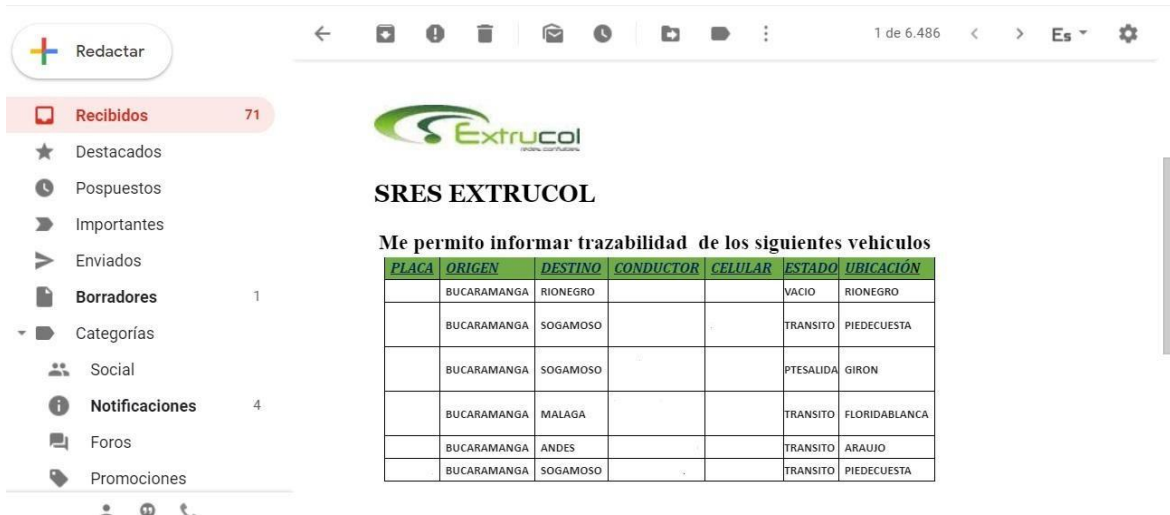 Redactar
1 de 6.486
Es
Recibidos 71
Destacados
Pospuestos
Importantes
Enviados
Borradores 1
Categorías
Social
Notificaciones 4
Foros
Promociones
Extrucol
redes confiables
SRES EXTRUCOL
Me permito informar trazabilidad de los siguientes vehiculos
PLACA ORIGEN DESTINO CONDUCTOR CELULAR ESTADO UBICACIÓN
BUCARAMANGA RIONEGRO VACIO RIONEGRO
BUCARAMANGA SOGAMOSO TRANSITO PIEDECUESTA
BUCARAMANGA SOGAMOSO PTESALIDA GIRON
BUCARAMANGA MALAGA TRANSITO FLORIDABLANCA
BUCARAMANGA ANDES TRANSITO ARAUJO
BUCARAMANGA SOGAMOSO TRANSITO PIEDECUESTA